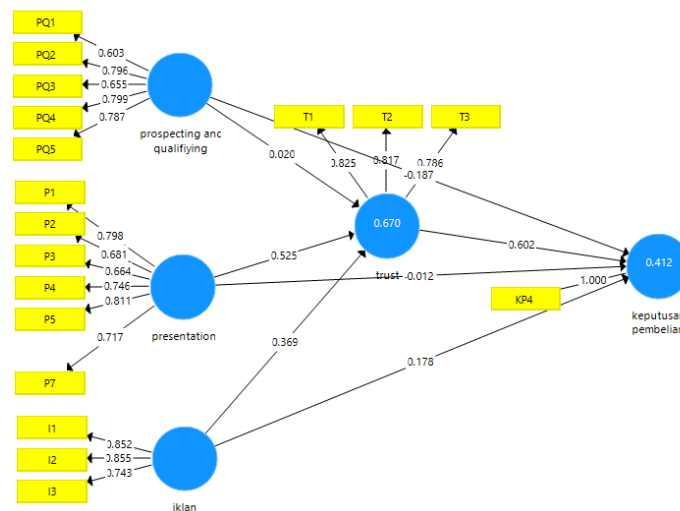 PQ1
PQ2
PQ3
PQ4
PQ5
0.603
0.796
0.655
0.799
0.787
prospecting and
qualifiying
T1
T2
T3
0.825
0.817
0.786
0.020
-0.187
P1
P2
P3
P4
P5
P7
0.798
0.681
0.664
0.746
0.811
0.717
presentation
0.525
0.670
trust
-0.012
0.602
0.412
KP4
1.000
keputusan
pembelian
0.369
0.178
I1
I2
I3
0.852
0.855
0.743
iklan